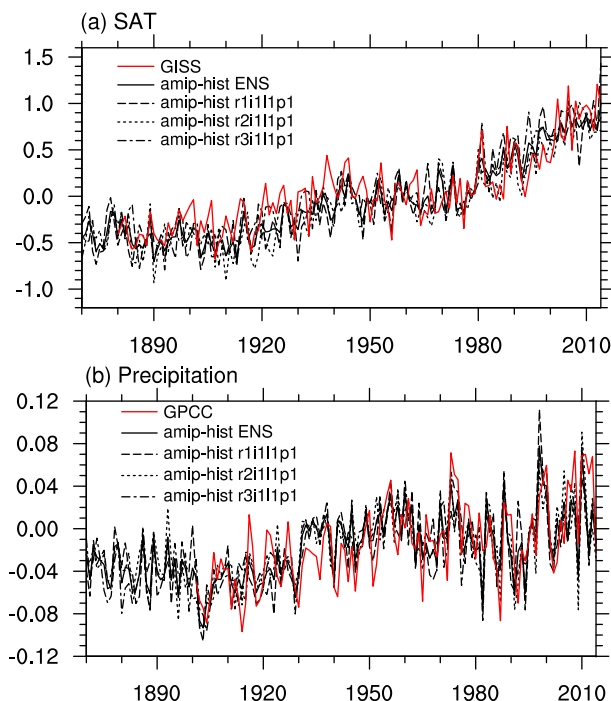 (a) SAT
1.5
1.0
0.5
0.0
-0.5
-1.0
GISS
amip-hist ENS
amip-hist r1i1l1p1
amip-hist r2i1l1p1
amip-hist r3i1l1p1
1890 1920 1950 1980 2010
(b) Precipitation
0.12
0.08
0.04
0.00
-0.04
-0.08
-0.12
GPCC
amip-hist ENS
amip-hist r1i1l1p1
amip-hist r2i1l1p1
amip-hist r3i1l1p1
1890 1920 1950 1980 2010